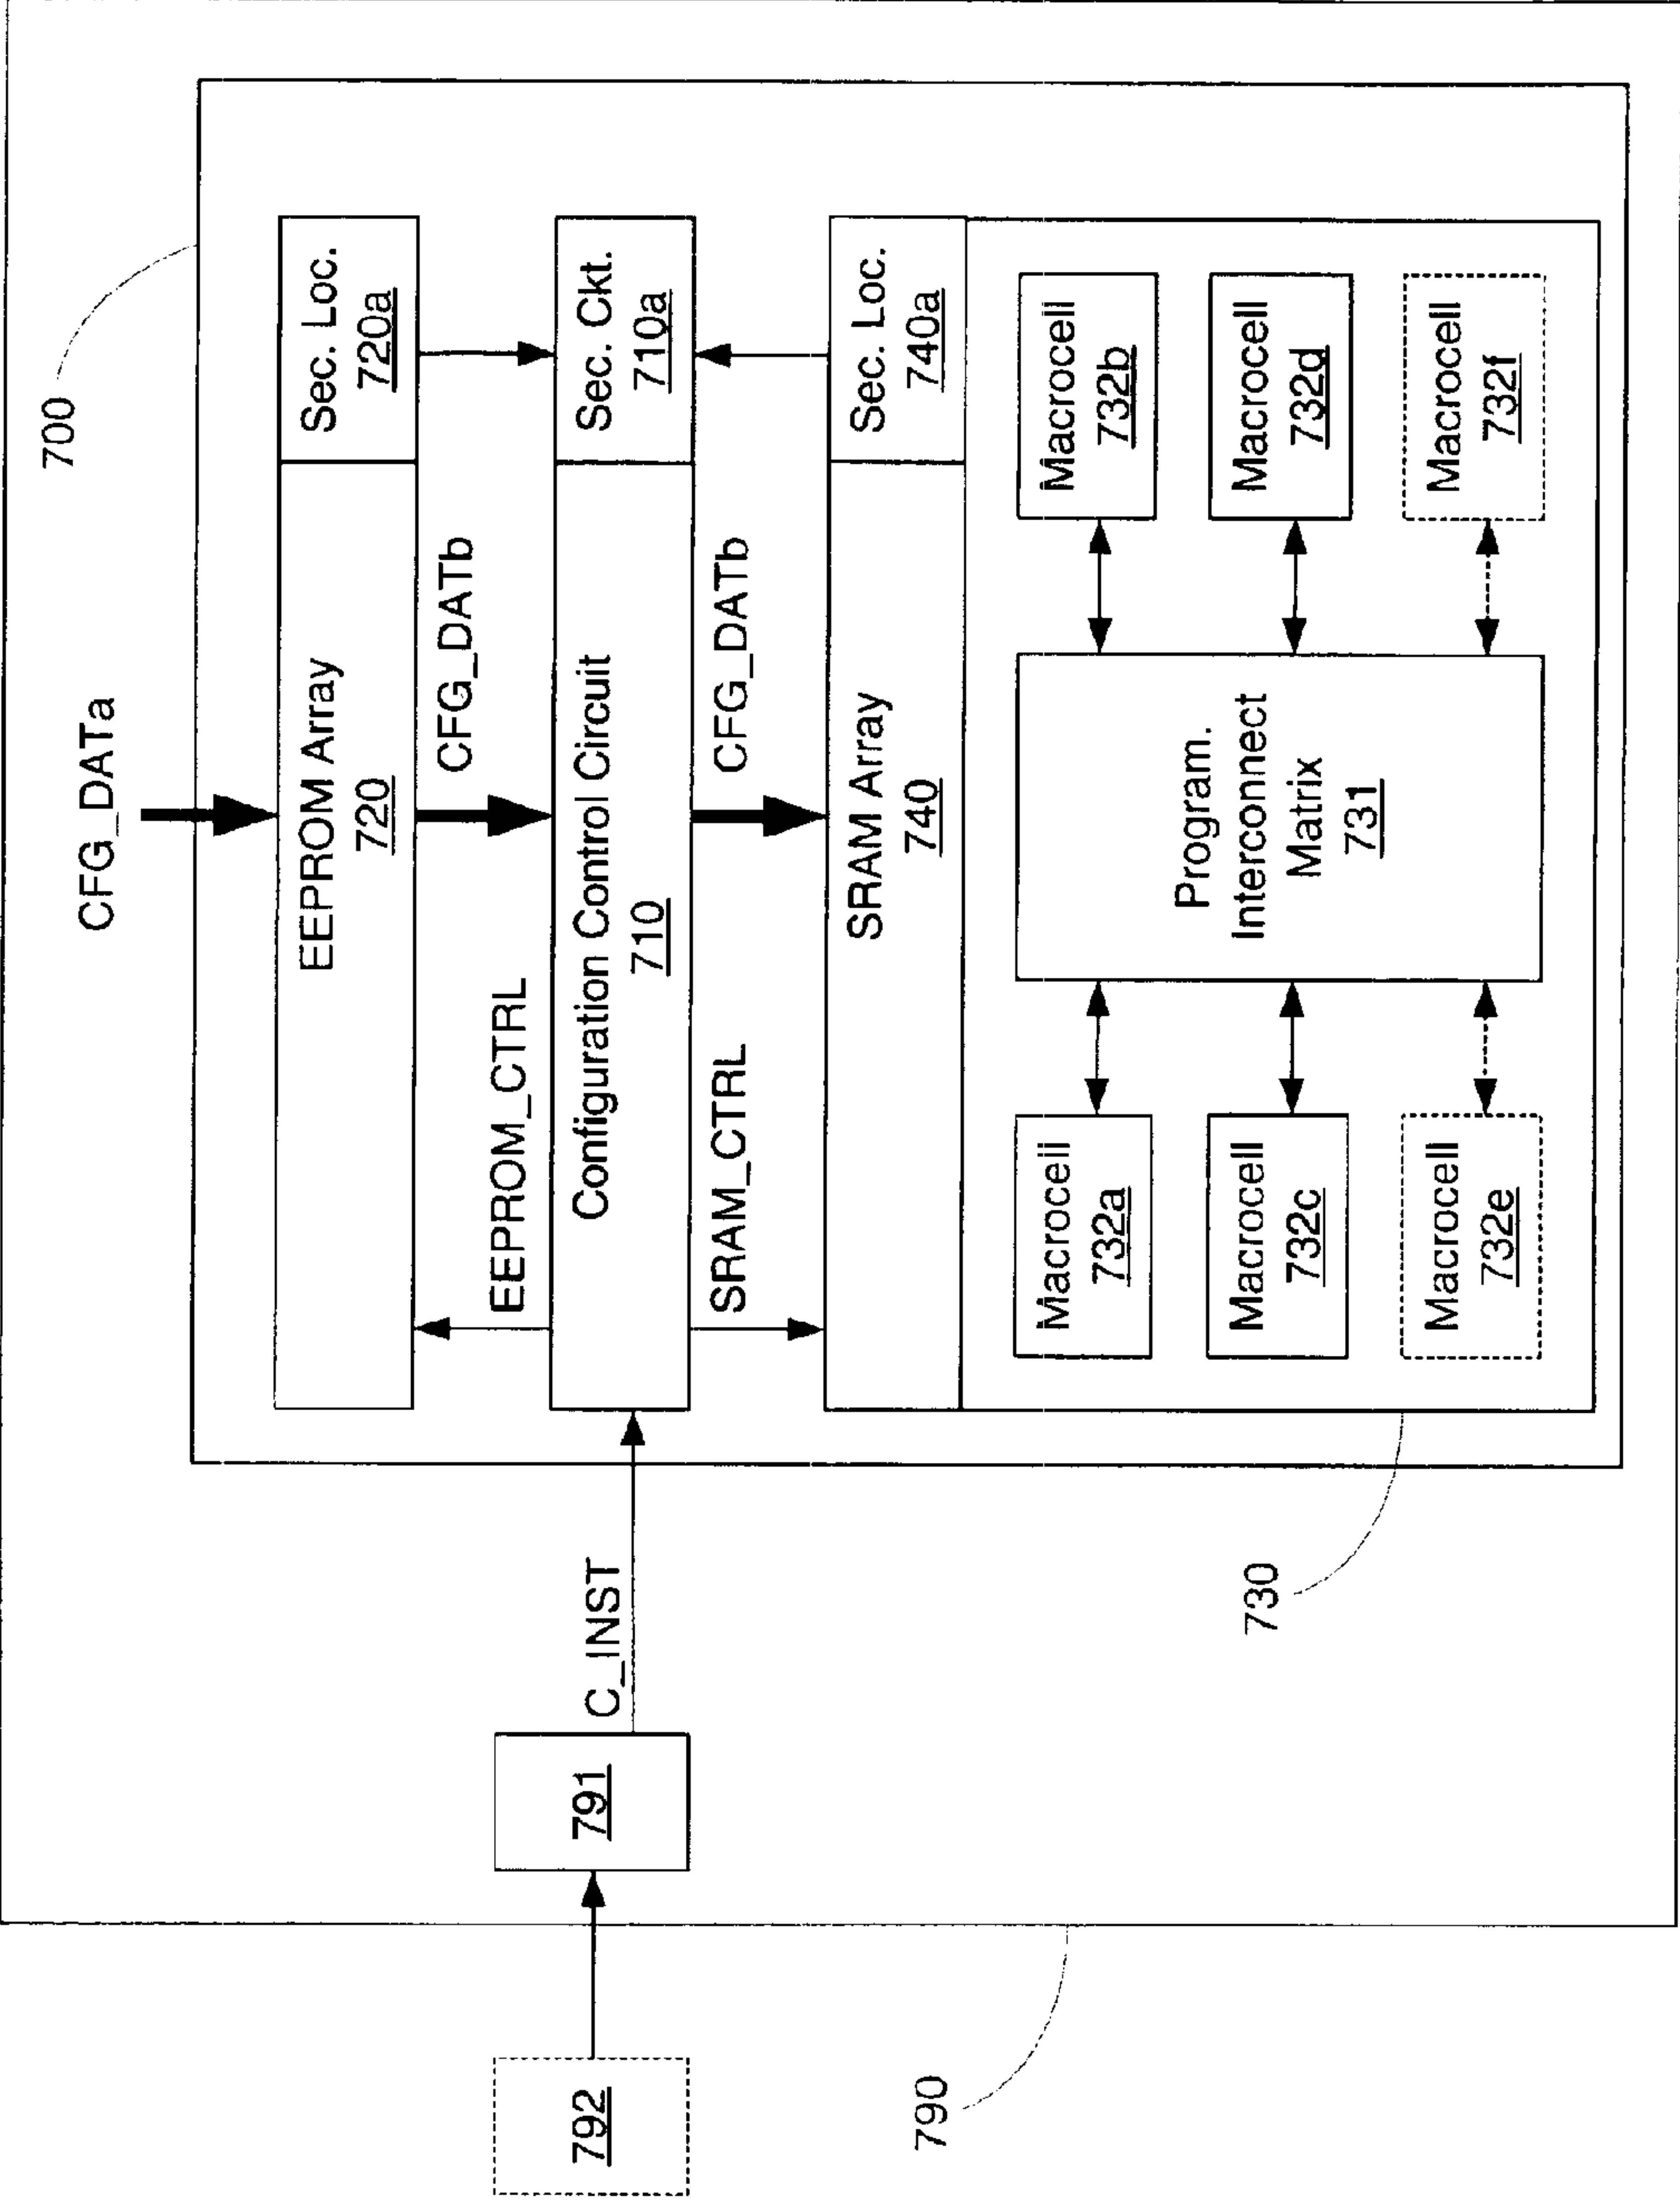 CFG_DATa
700
EEPROM Array
720
Sec. Loc.
720a
EEPROM_CTRL
CFG_DATb
792
791
C_INST
Configuration Control Circuit
710
Sec. Ckt.
710a
SRAM_CTRL
CFG_DATb
SRAM Array
740
Sec. Loc.
740a
790
730
Macrocell
732a
Macrocell
732b
Program.
Interconnect
Matrix
731
Macrocell
732c
Macrocell
732d
Macrocell
732e
Macrocell
732f